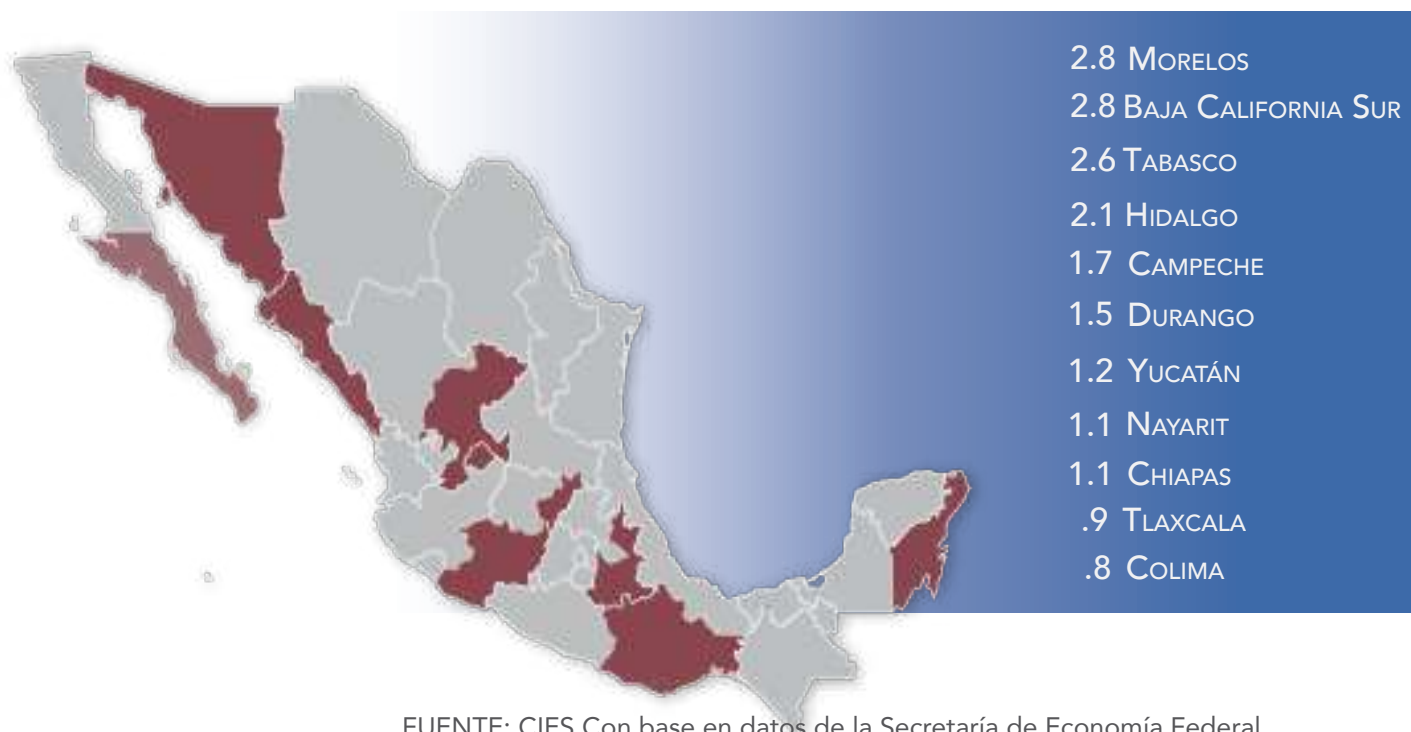 2.8 Morelos
2.8 Baja California Sur
2.6 Tabasco
2.1 Hidalgo
1.7 Campeche
1.5 Durango
1.2 Yucatán
1.1 Nayarit
1.1 Chiapas
.9 Tlaxcala
.8 Colima
FUENTE: CIES Con base en datos de la Secretaría de Economía Federal